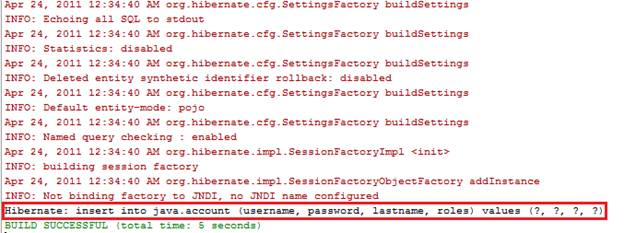 Apr 24, 2011 12:34:40 AM org.hibernate.cfg.SettingsFactory buildSettings
INFO: Echoing all SQL to stdout
Apr 24, 2011 12:34:40 AM org.hibernate.cfg.SettingsFactory buildSettings
INFO: Statistics: disabled
Apr 24, 2011 12:34:40 AM org.hibernate.cfg.SettingsFactory buildSettings
INFO: Deleted entity synthetic identifier rollback: disabled
Apr 24, 2011 12:34:40 AM org.hibernate.cfg.SettingsFactory buildSettings
INFO: Default entity-mode: pojo
Apr 24, 2011 12:34:40 AM org.hibernate.cfg.SettingsFactory buildSettings
INFO: Named query checking : enabled
Apr 24, 2011 12:34:40 AM org.hibernate.impl.SessionFactoryImpl <init>
INFO: building session factory
Apr 24, 2011 12:34:40 AM org.hibernate.impl.SessionFactoryObjectFactory addInstance
INFO: Not binding factory to JNDI, no JNDI name configured
Hibernate: insert into java.account (username, password, lastname, roles) values (?, ?, ?, ?)
BUILD SUCCESSFUL (total time: 5 seconds)